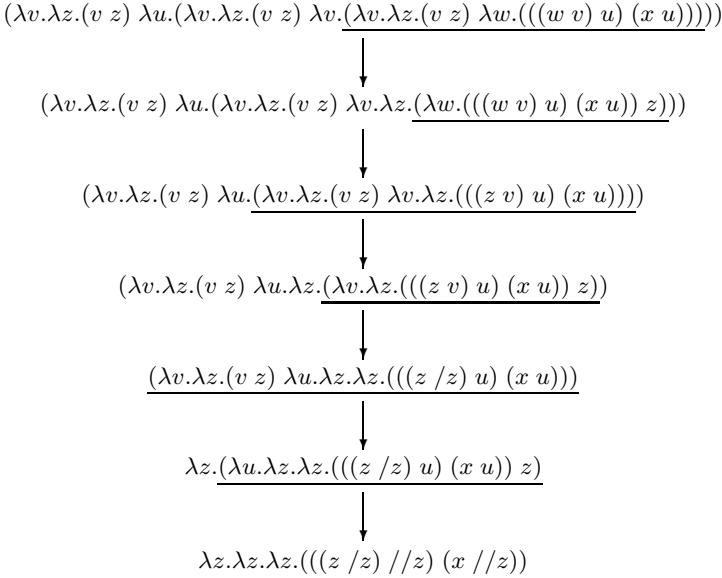 (λv.λz.(v z) λu.(λv.λz.(v z) λv.(λv.λz.(v z) λw.(((w v) u) (x u)))))
(λv.λz.(v z) λu.(λv.λz.(v z) λv.λz.(λw.(((w v) u) (x u)) z)))
(λv.λz.(v z) λu.(λv.λz.(v z) λv.λz.(((z v) u) (x u))))
(λv.λz.(v z) λu.λz.(λv.λz.(((z v) u) (x u)) z))
(λv.λz.(v z) λu.λz.λz.(((z /z) u) (x u)))
λz.(λu.λz.λz.(((z /z) u) (x u)) z)
λz.λz.λz.(((z /z) //z) (x //z))